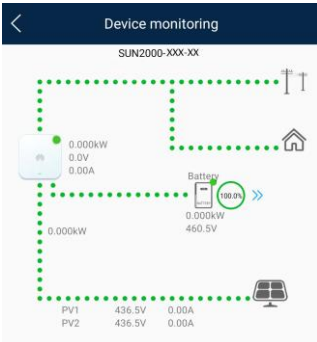 Device monitoring
SUN2000-XXX-XX
0.000kW
0.0V
0.00A
Battery
100.0%
0.000kW
460.5V
0.000kW
PV1 436.5V 0.00A
PV2 436.5V 0.00A